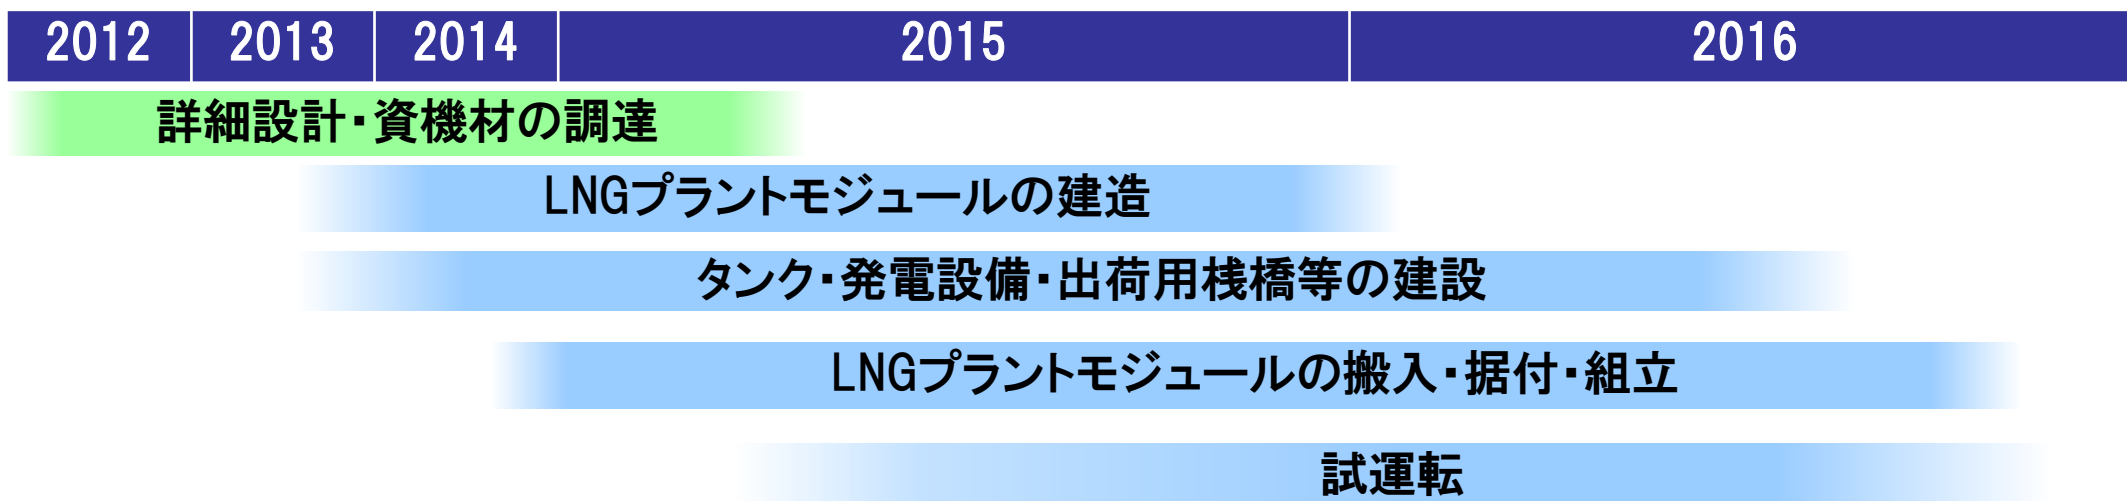 2012 2013 2014 2015 2016
詳細設計・資機材の調達
LNGプラントモジュールの建造
タンク・発電設備・出荷用桟橋等の建設
LNGプラントモジュールの搬入・据付・組立
試運転